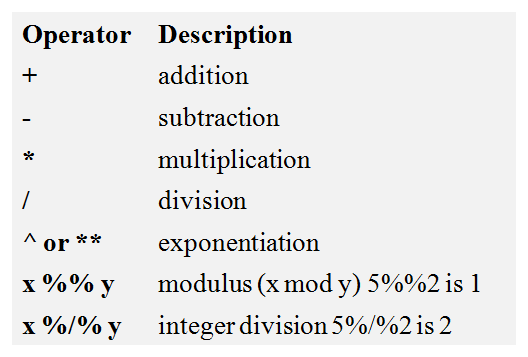 Operator Description
+ addition
- subtraction
* multiplication
/ division
^ or ** exponentiation
x %% y modulus (x mod y) 5%%2 is 1
x %/% y integer division 5%/%2 is 2